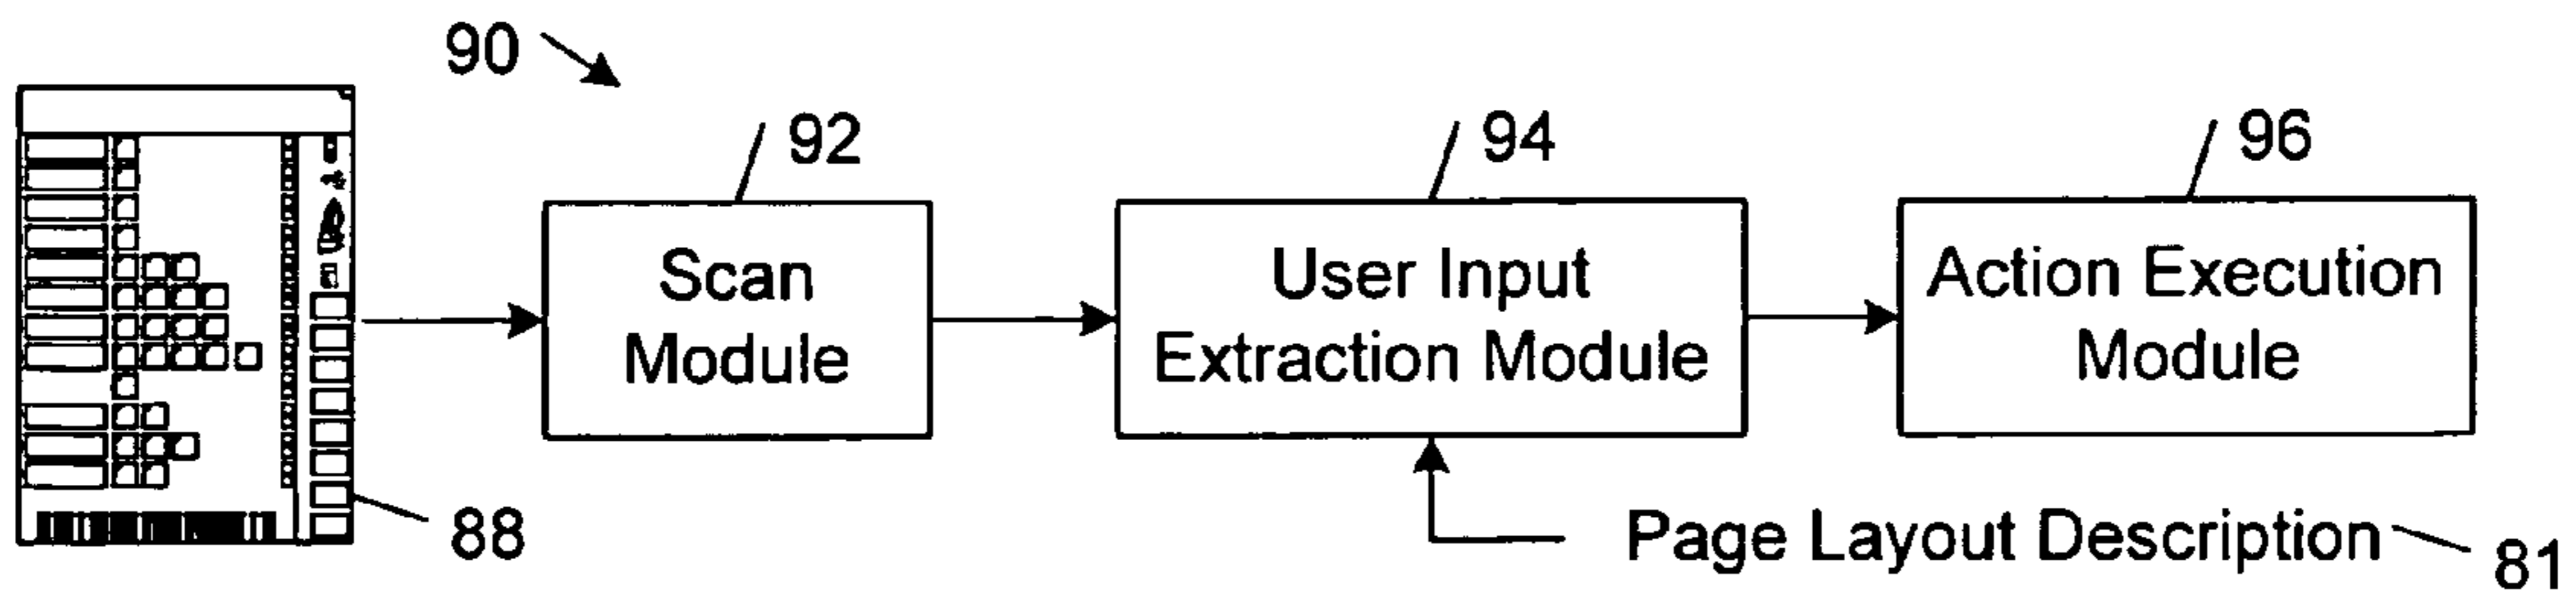 90
92
94
96
Scan
Module
User Input
Extraction Module
Action Execution
Module
88
Page Layout Description
81